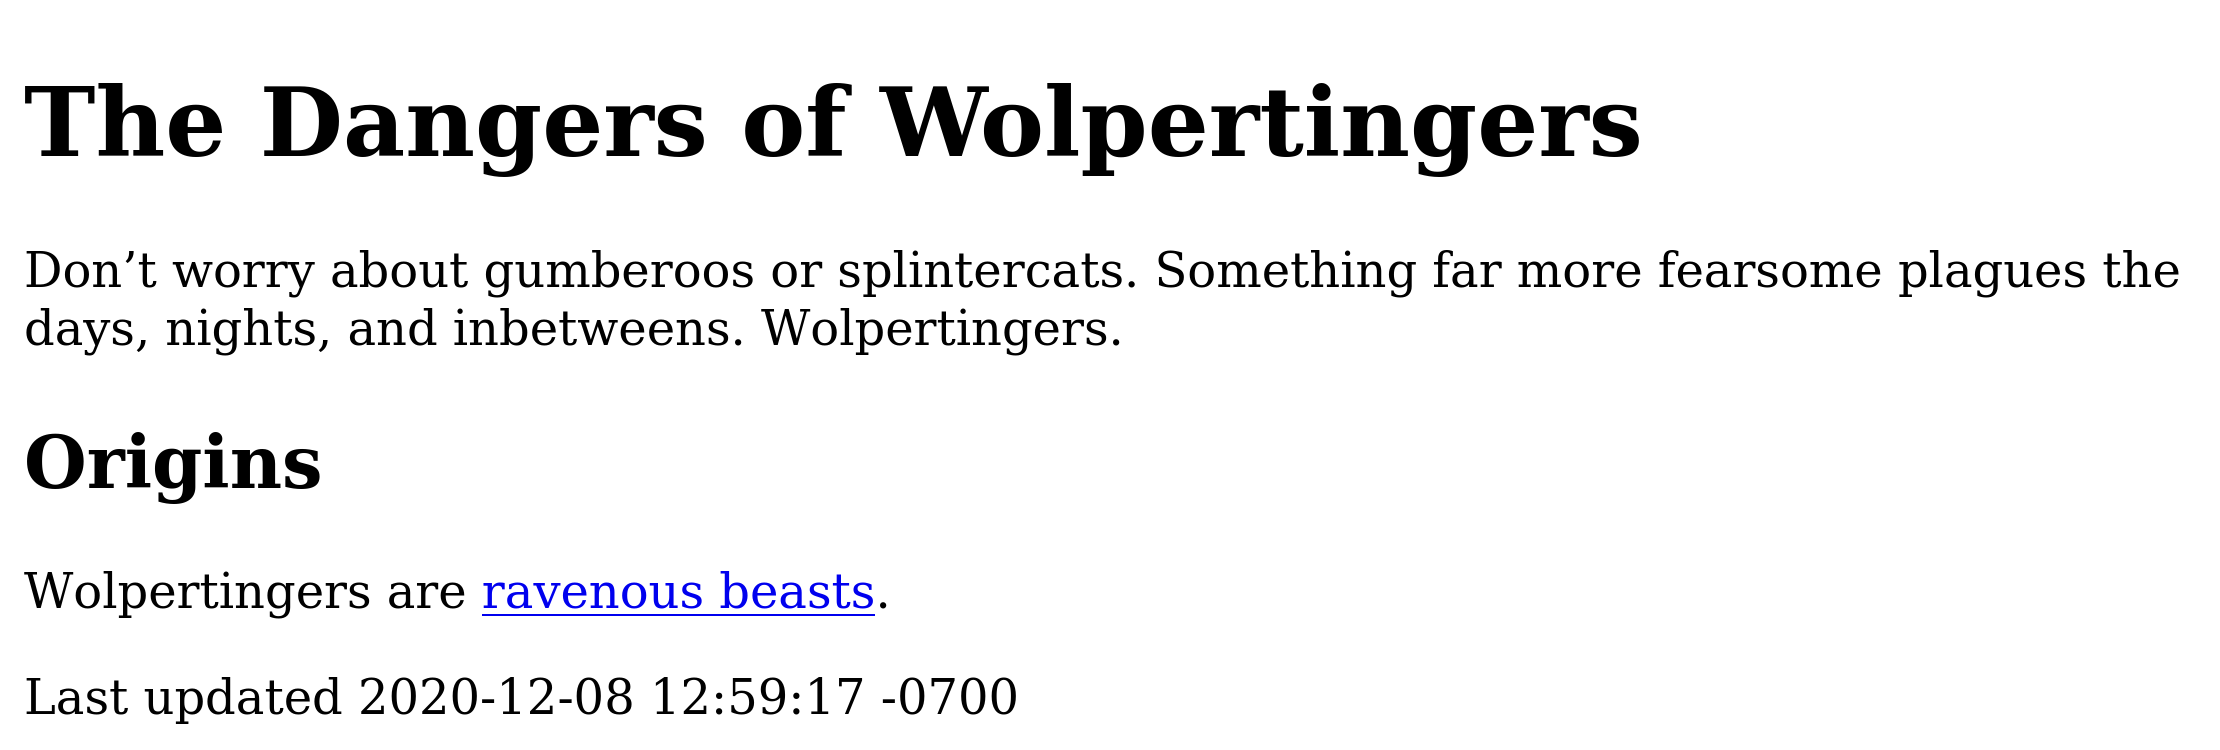 The Dangers of Wolpertingers
Don’t worry about gumberoos or splintercats. Something far more fearsome plagues the
days, nights, and inbetweens. Wolpertingers.
Origins
Wolpertingers are ravenous beasts.
Last updated 2020-12-08 12:59:17 -0700